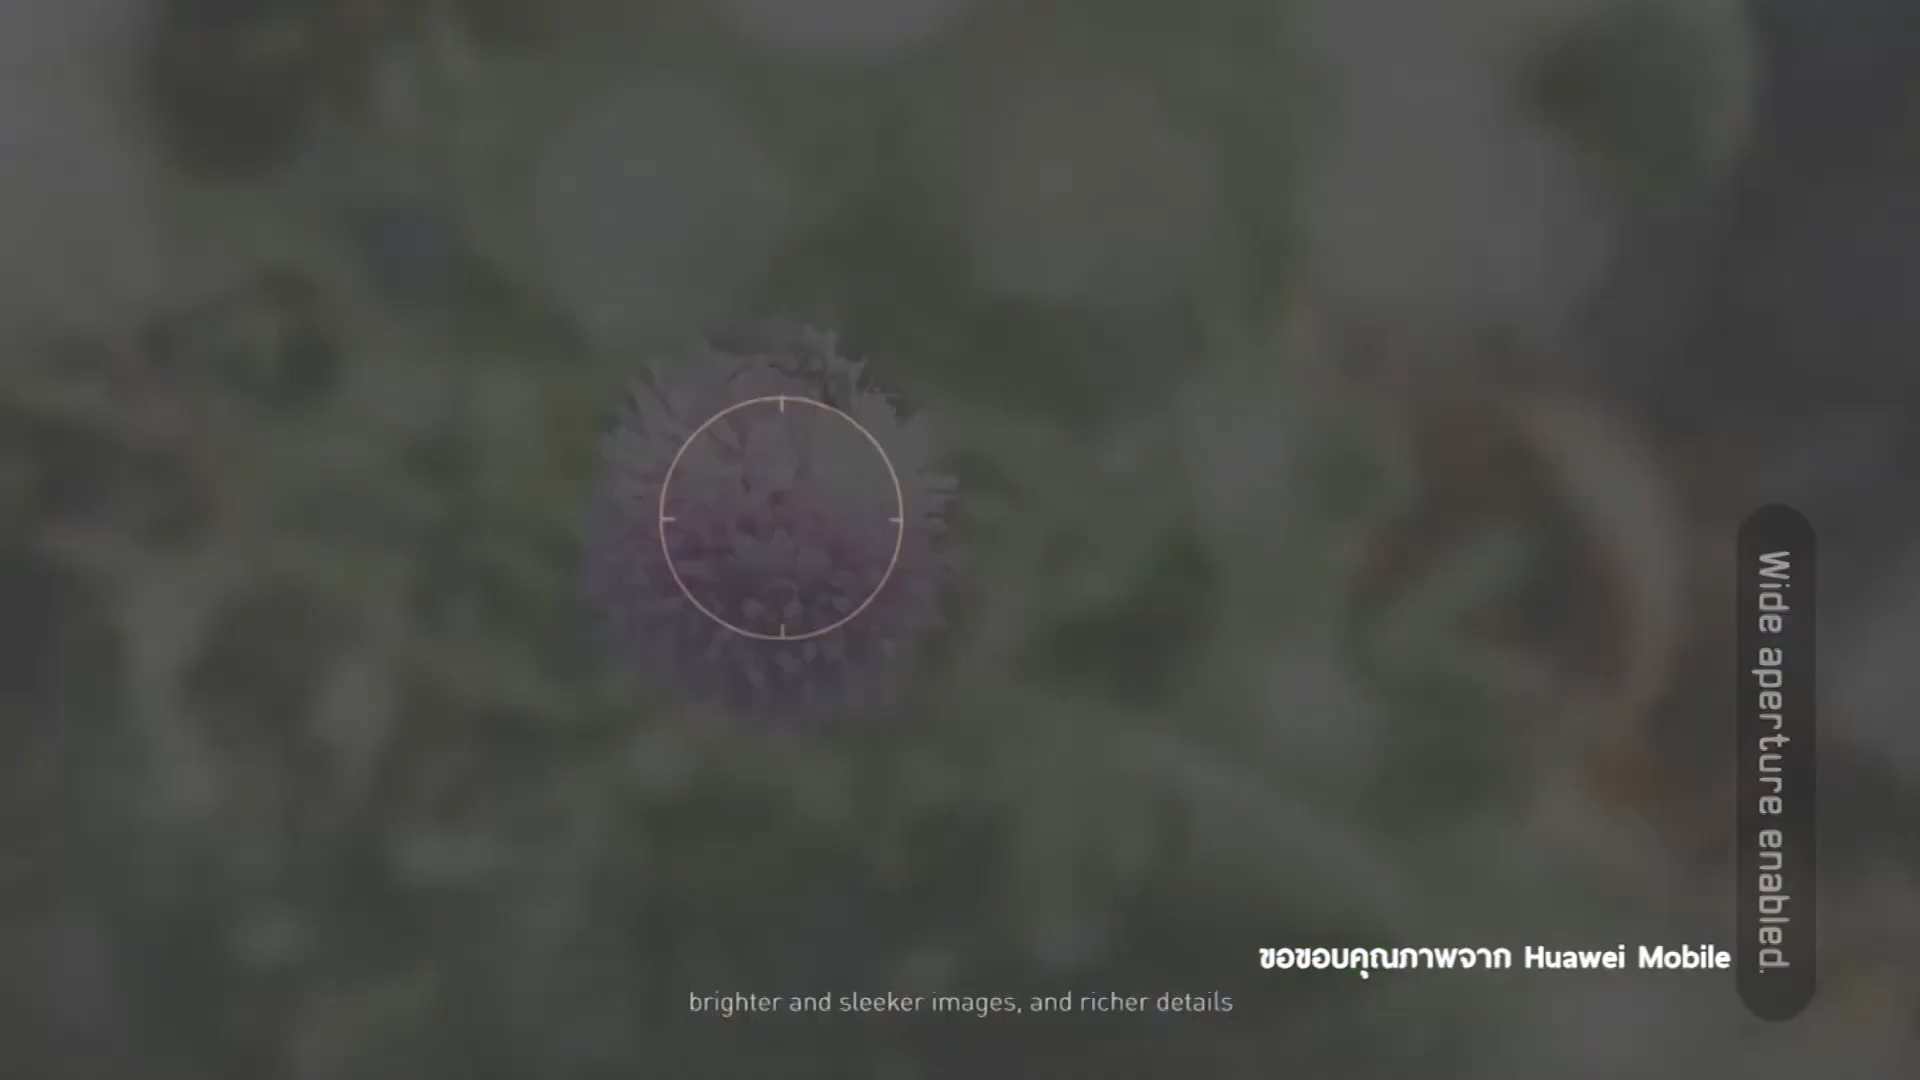 Wide aperture enabled.
ขอขอบคุณภาพจาก Huawei Mobile
brighter and sleeker images, and richer details